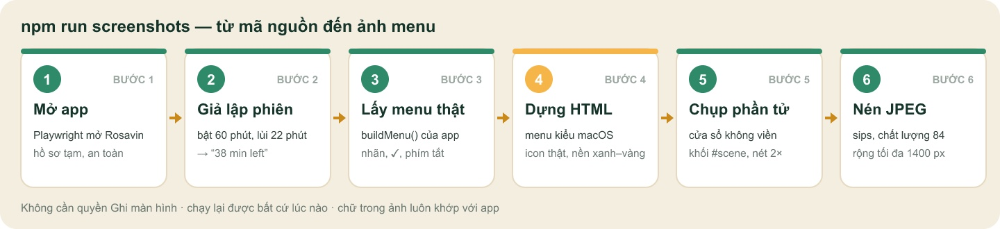 npm run screenshots — từ mã nguồn đến ảnh menu
1
BƯỚC 1
Mở app
Playwright mở Rosavin
hồ sơ tạm, an toàn
2
BƯỚC 2
Giả lập phiên
bật 60 phút, lùi 22 phút
→ “38 min left”
3
BƯỚC 3
Lấy menu thật
buildMenu() của app
nhãn, ✓, phím tắt
4
BƯỚC 4
Dựng HTML
menu kiểu macOS
icon thật, nền xanh–vàng
5
BƯỚC 5
Chụp phần tử
cửa sổ không viền
khối #scene, nét 2×
6
BƯỚC 6
Nén JPEG
sips, chất lượng 84
rộng tối đa 1400 px
Không cần quyền Ghi màn hình · chạy lại được bất cứ lúc nào · chữ trong ảnh luôn khớp với app